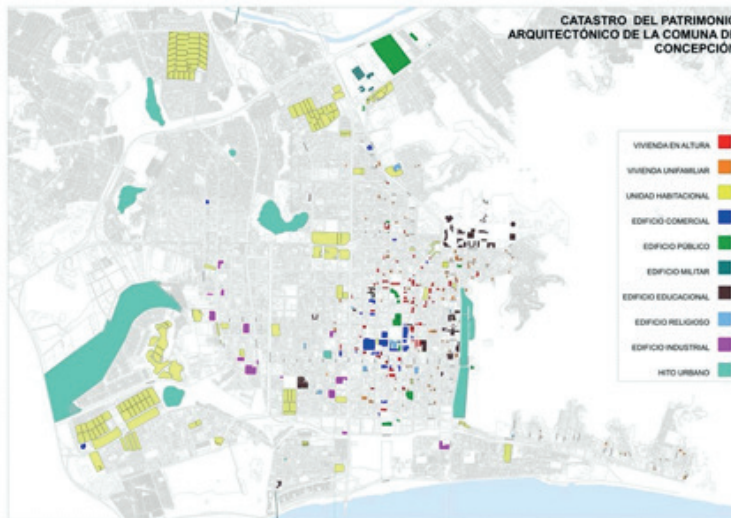 CATASTRO DEL PATRIMONIO
ARQUITECTÓNICO DE LA COMUNA DE
CONCEPCIÓN
VIVIENDA EN ALTURA
VIVIENDA UNIFAMILIAR
UNIDAD HABITACIONAL
EDIFICIO COMERCIAL
EDIFICIO PÚBLICO
EDIFICIO MILITAR
EDIFICIO EDUCACIONAL
EDIFICIO RELIGIOSO
EDIFICIO INDUSTRIAL
HITO URBANO